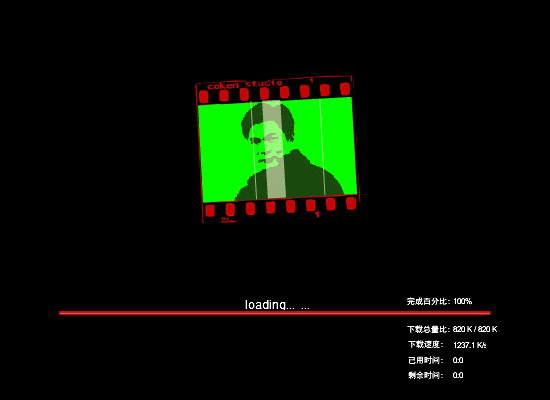 coken studio
loading... ...
完成百分比: 100%
下载总量比: 820 K / 820 K
下载速度: 1237.1 K/s
已用时间: 0:0
剩余时间: 0:0